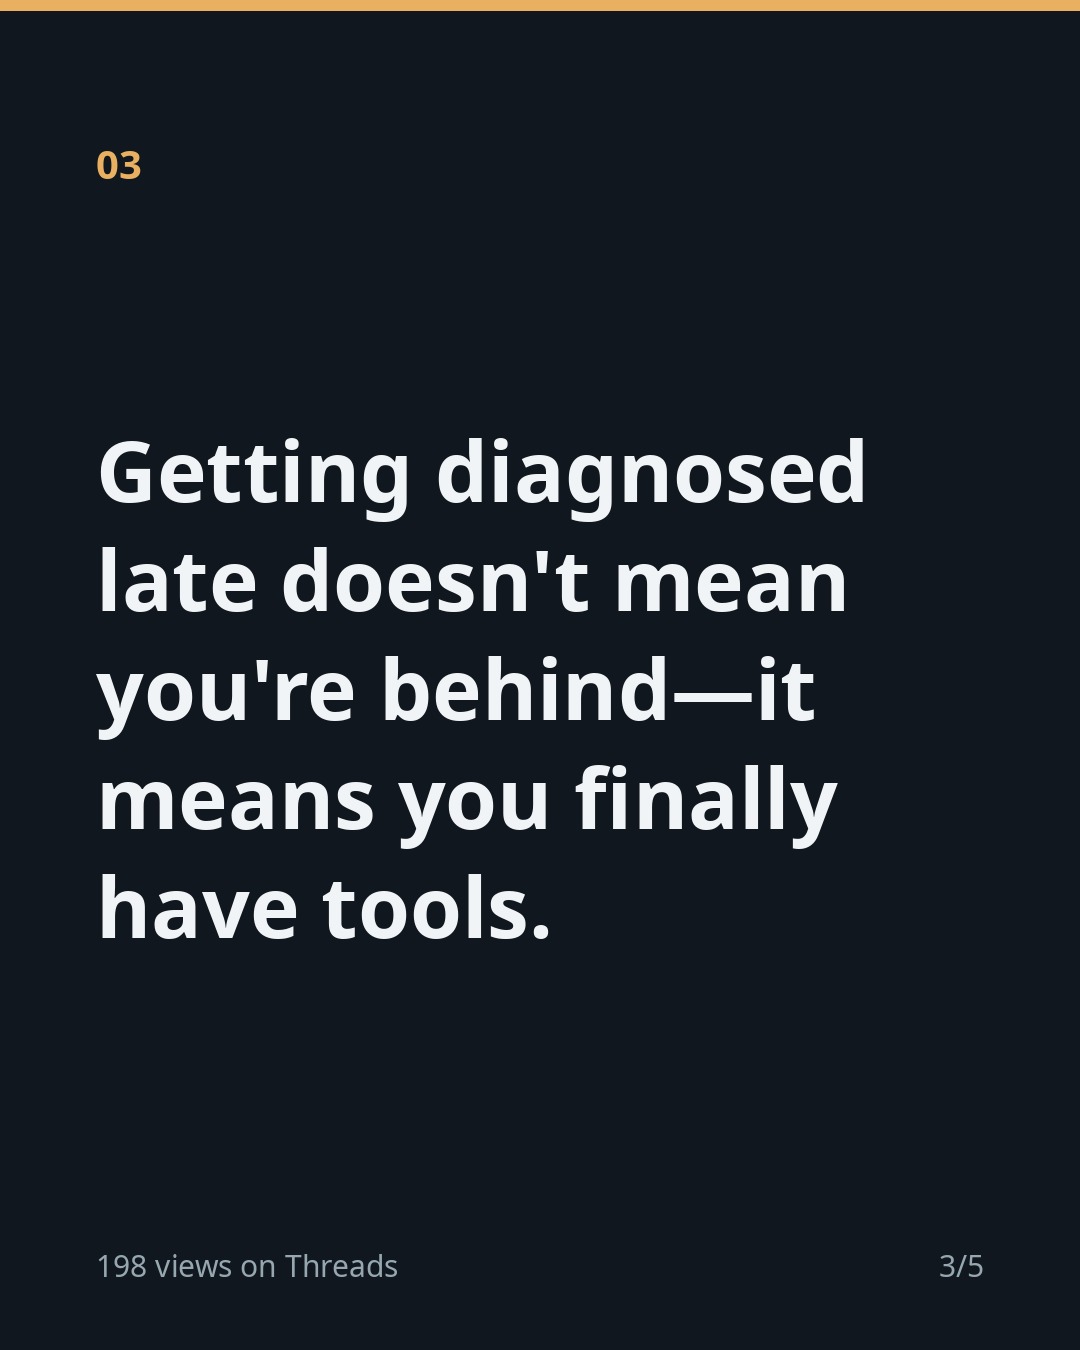 03
Getting diagnosed
late doesn't mean
you're behind—it
means you finally
have tools.
198 views on Threads
3/5